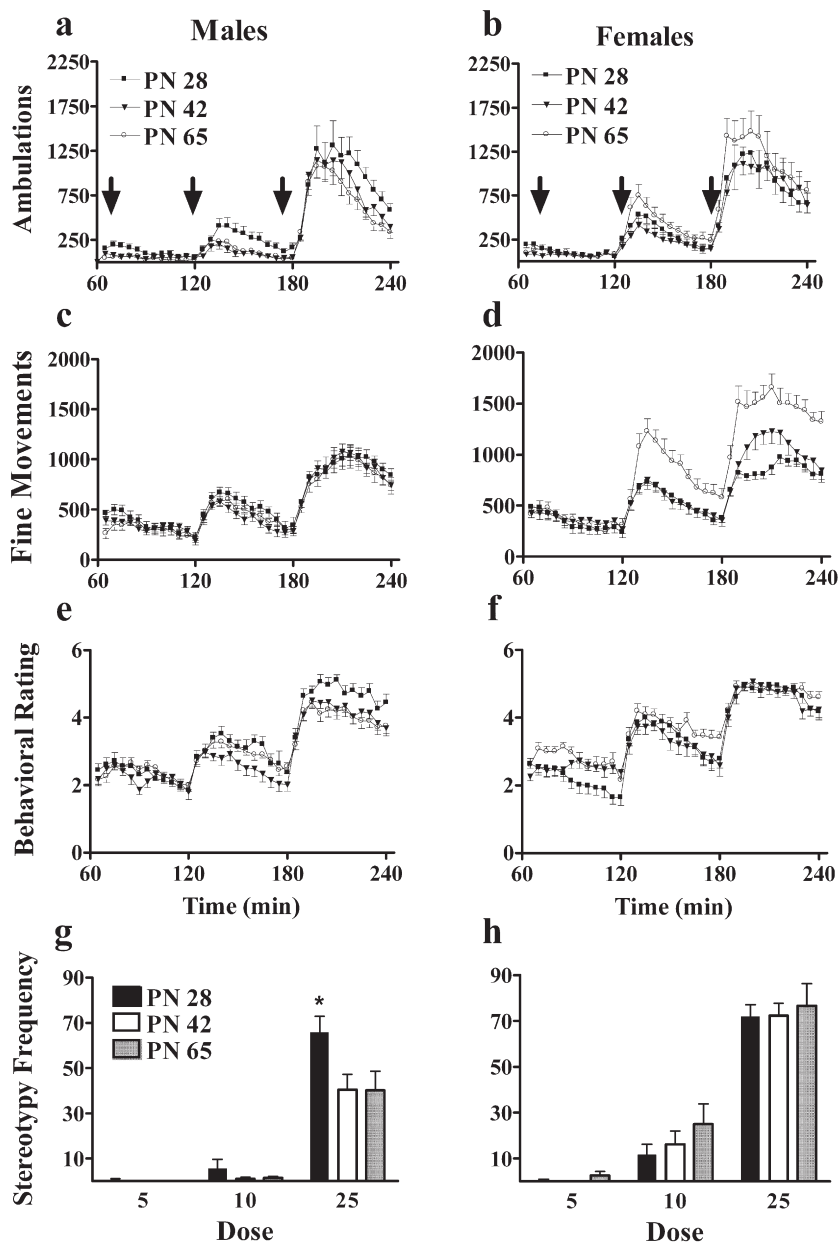 a Males
Ambulations
2250
1750
1250
750
250
PN 28
PN 42
PN 65
60 120 180 240
b Females
2250
1750
1250
750
250
PN 28
PN 42
PN 65
60 120 180 240
c
Fine Movements
2000
1500
1000
500
0
60 120 180 240
d
2000
1500
1000
500
0
60 120 180 240
e
Behavioral Rating
6
4
2
0
60 120 180 240
Time (min)
f
6
4
2
0
60 120 180 240
Time (min)
g
Stereotypy Frequency
90
70
50
30
10
PN 28
PN 42
PN 65
*
5 10 25
Dose
h
90
70
50
30
10
5 10 25
Dose